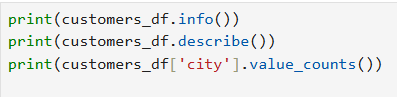 print(customers_df.info())
print(customers_df.describe())
print(customers_df['city'].value_counts())